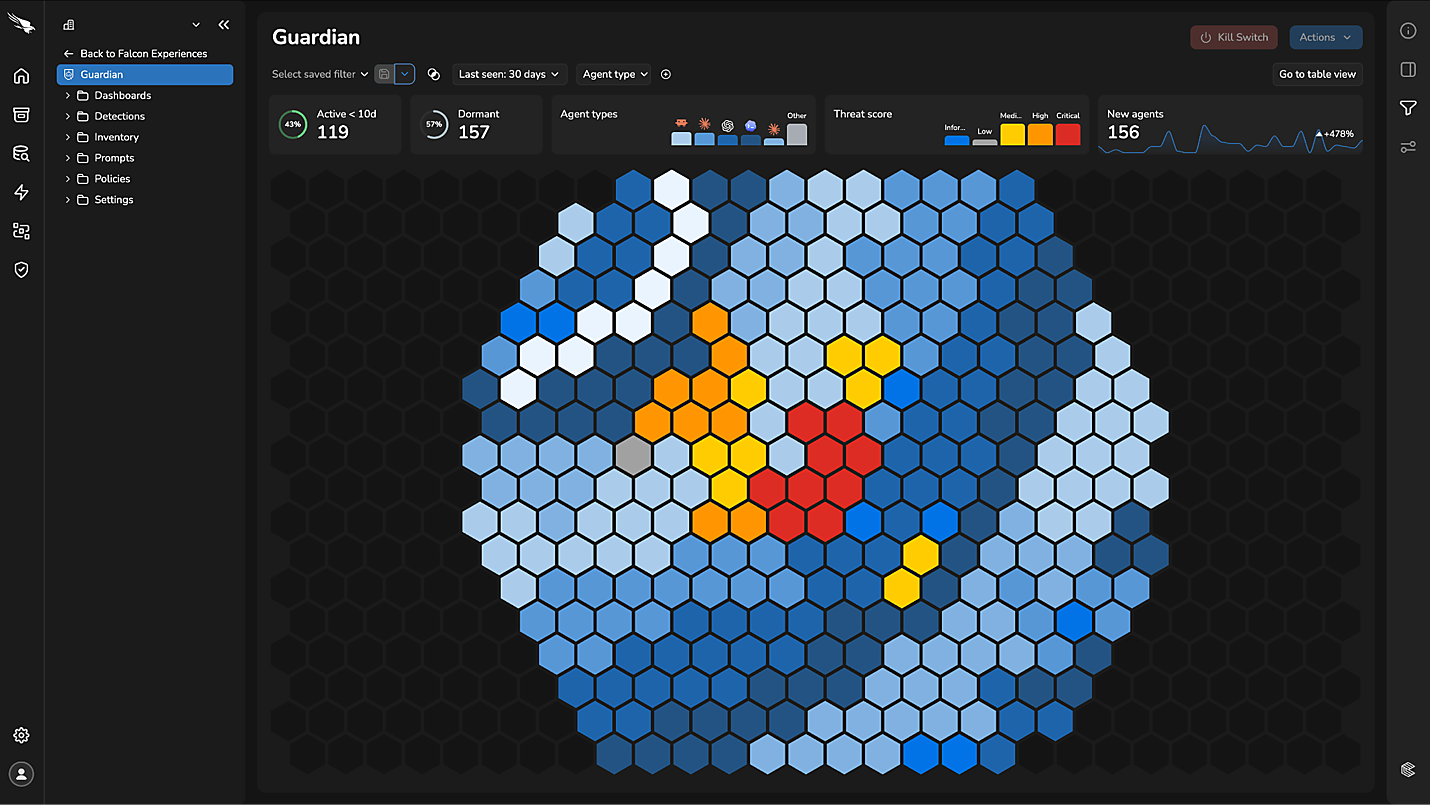 Back to Falcon Experiences
Guardian
Dashboards
Detections
Inventory
Prompts
Policies
Settings
Guardian
Kill Switch
Actions
Select saved filter
Last seen: 30 days
Agent type
Go to table view
43%
Active < 10d
119
57%
Dormant
157
Agent types
Other
Threat score
Infor...
Low
Medi...
High
Critical
New agents
156
+478%